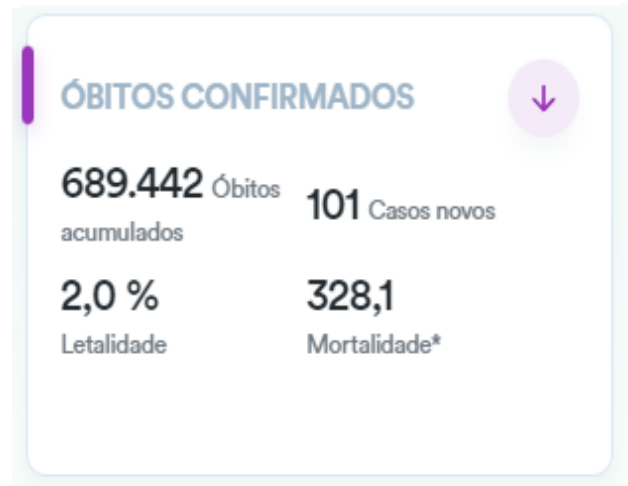 ÓBITOS CONFIRMADOS
689.442 Óbitos
acumulados
101 Casos novos
2,0 %
Letalidade
328,1
Mortalidade*